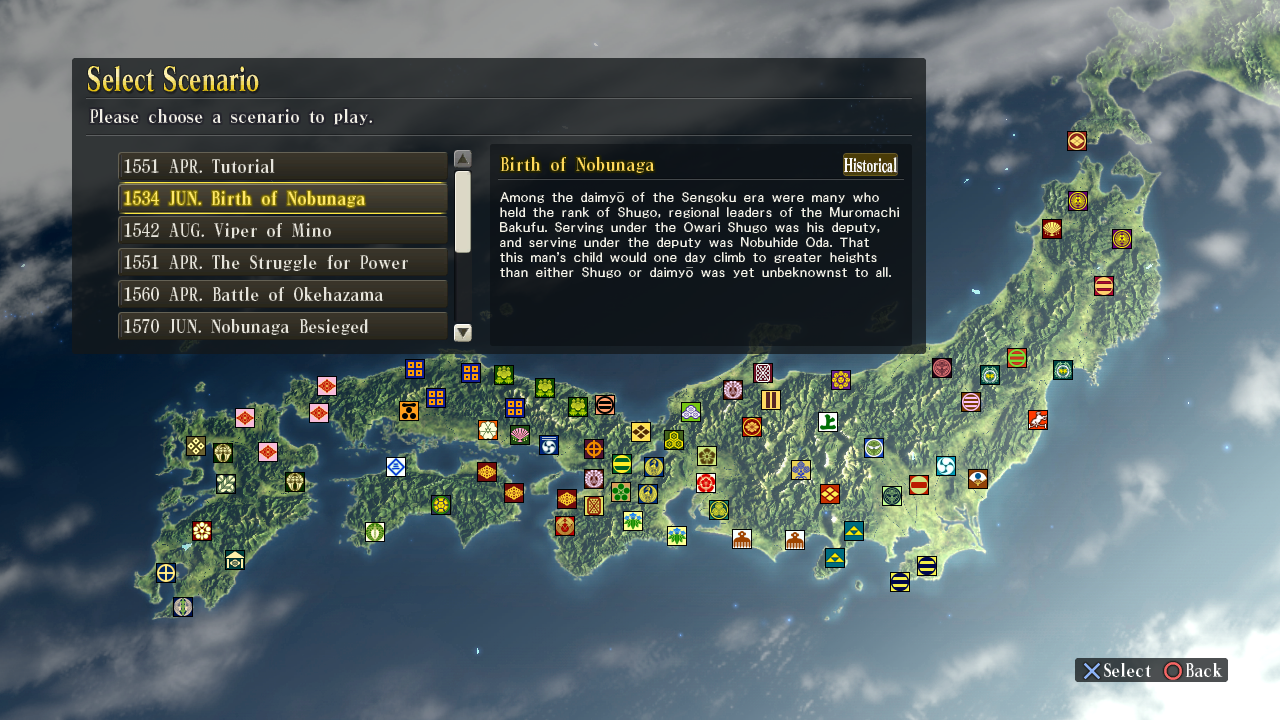 Select Scenario
Please choose a scenario to play.
1551 APR. Tutorial
1534 JUN. Birth of Nobunaga
1542 AUG. Viper of Mino
1551 APR. The Struggle for Power
1560 APR. Battle of Okehazama
1570 JUN. Nobunaga Besieged
Birth of Nobunaga
Historical
Among the daimyō of the Sengoku era were many who
held the rank of Shugo, regional leaders of the Muromachi
Bakufu. Serving under the Owari Shugo was his deputy,
and serving under the deputy was Nobuhide Oda. That
this man's child would one day climb to greater heights
than either Shugo or daimyō was yet unbeknownst to all.
Select Back